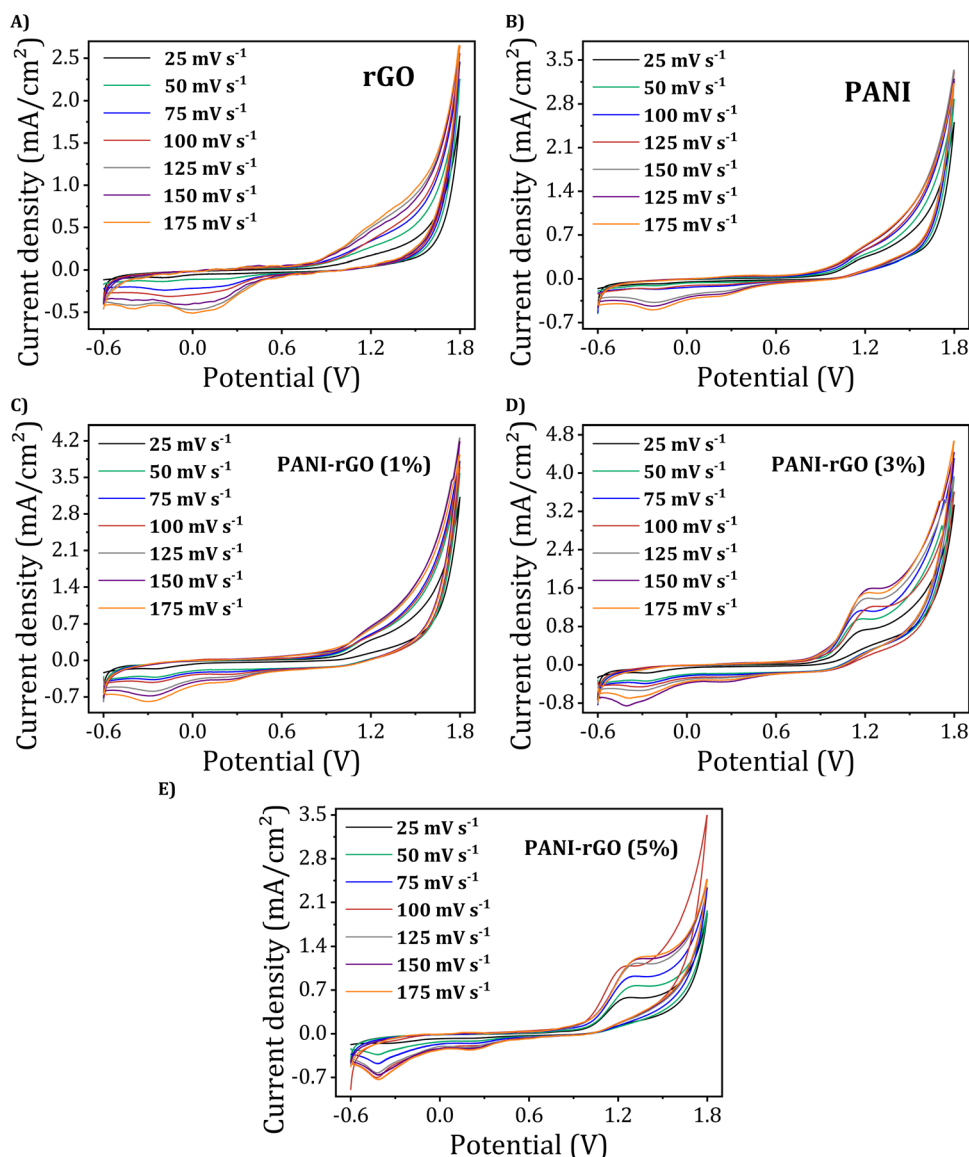 A)
Current density (mA/cm²)
2.5
2.0
1.5
1.0
0.5
0.0
-0.5
25 mV s⁻¹
50 mV s⁻¹
75 mV s⁻¹
100 mV s⁻¹
125 mV s⁻¹
150 mV s⁻¹
175 mV s⁻¹
rGO
-0.6 0.0 0.6 1.2 1.8
Potential (V)
B)
Current density (mA/cm²)
3.5
2.8
2.1
1.4
0.7
0.0
-0.7
25 mV s⁻¹
50 mV s⁻¹
100 mV s⁻¹
125 mV s⁻¹
150 mV s⁻¹
125 mV s⁻¹
175 mV s⁻¹
PANI
-0.6 0.0 0.6 1.2 1.8
Potential (V)
C)
Current density (mA/cm²)
4.2
3.5
2.8
2.1
1.4
0.7
0.0
-0.7
25 mV s⁻¹
50 mV s⁻¹
75 mV s⁻¹
100 mV s⁻¹
125 mV s⁻¹
150 mV s⁻¹
175 mV s⁻¹
PANI-rGO (1%)
-0.6 0.0 0.6 1.2 1.8
Potential (V)
D)
Current density (mA/cm²)
4.8
4.0
3.2
2.4
1.6
0.8
0.0
-0.8
25 mV s⁻¹
50 mV s⁻¹
75 mV s⁻¹
100 mV s⁻¹
125 mV s⁻¹
150 mV s⁻¹
175 mV s⁻¹
PANI-rGO (3%)
-0.6 0.0 0.6 1.2 1.8
Potential (V)
E)
Current density (mA/cm²)
3.5
2.8
2.1
1.4
0.7
0.0
-0.7
25 mV s⁻¹
50 mV s⁻¹
75 mV s⁻¹
100 mV s⁻¹
125 mV s⁻¹
150 mV s⁻¹
175 mV s⁻¹
PANI-rGO (5%)
-0.6 0.0 0.6 1.2 1.8
Potential (V)